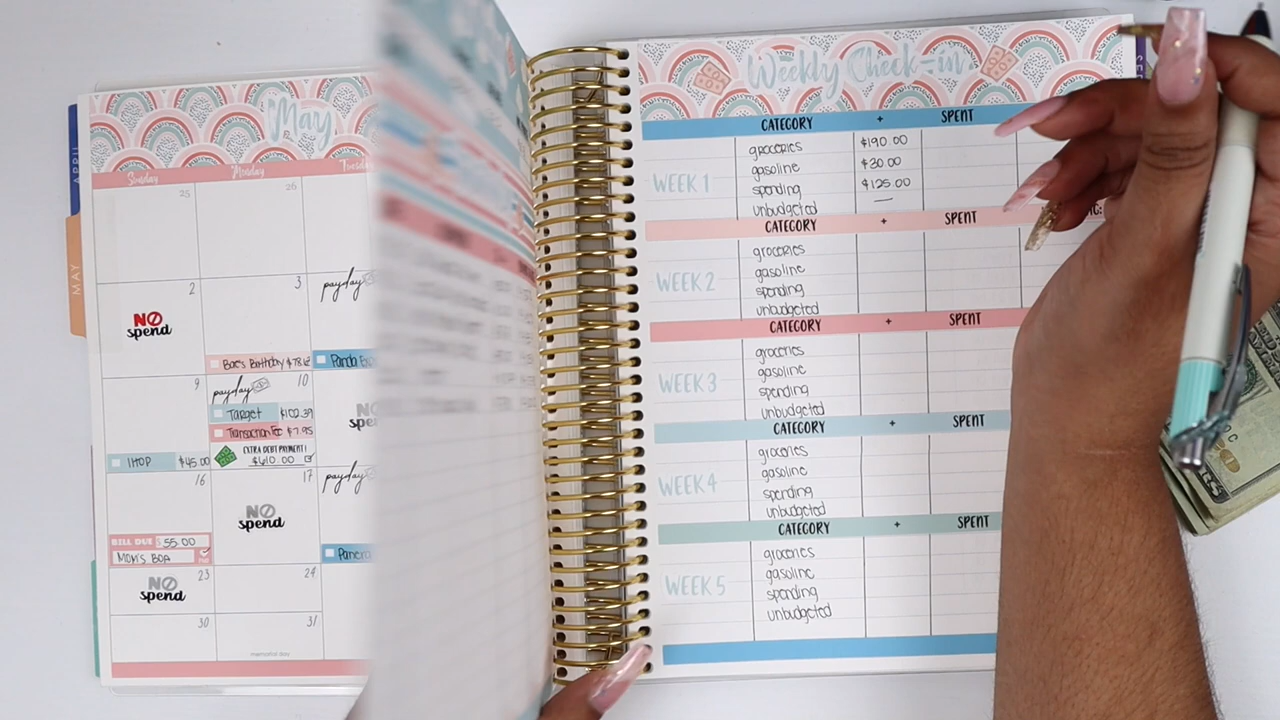 APRIL
MAY
May
Sunday
Monday
Tuesd
25
26
2
NO
spend
3
payday
Bae's Birthday
Panda Ex
9
IHOP $45.00
10
payday
Target $102.39
Transaction Fee $7.95
EXTRA DEBT PAYMENT!
$610.00
NO
16
BILL DUE $55.00
MOM'S BOA
17
NO
spend
payday
Panera
23
NO
spend
24
30
31
memorial day
Weekly Check-in
CATEGORY + SPENT
WEEK 1
groceries $190.00
gasoline $30.00
spending $125.00
unbudgeted —
CATEGORY + SPENT
WEEK 2
groceries
gasoline
spending
unbudgeted
CATEGORY + SPENT
WEEK 3
groceries
gasoline
spending
unbudgeted
CATEGORY + SPENT
WEEK 4
groceries
gasoline
spending
unbudgeted
CATEGORY + SPENT
WEEK 5
groceries
gasoline
spending
unbudgeted